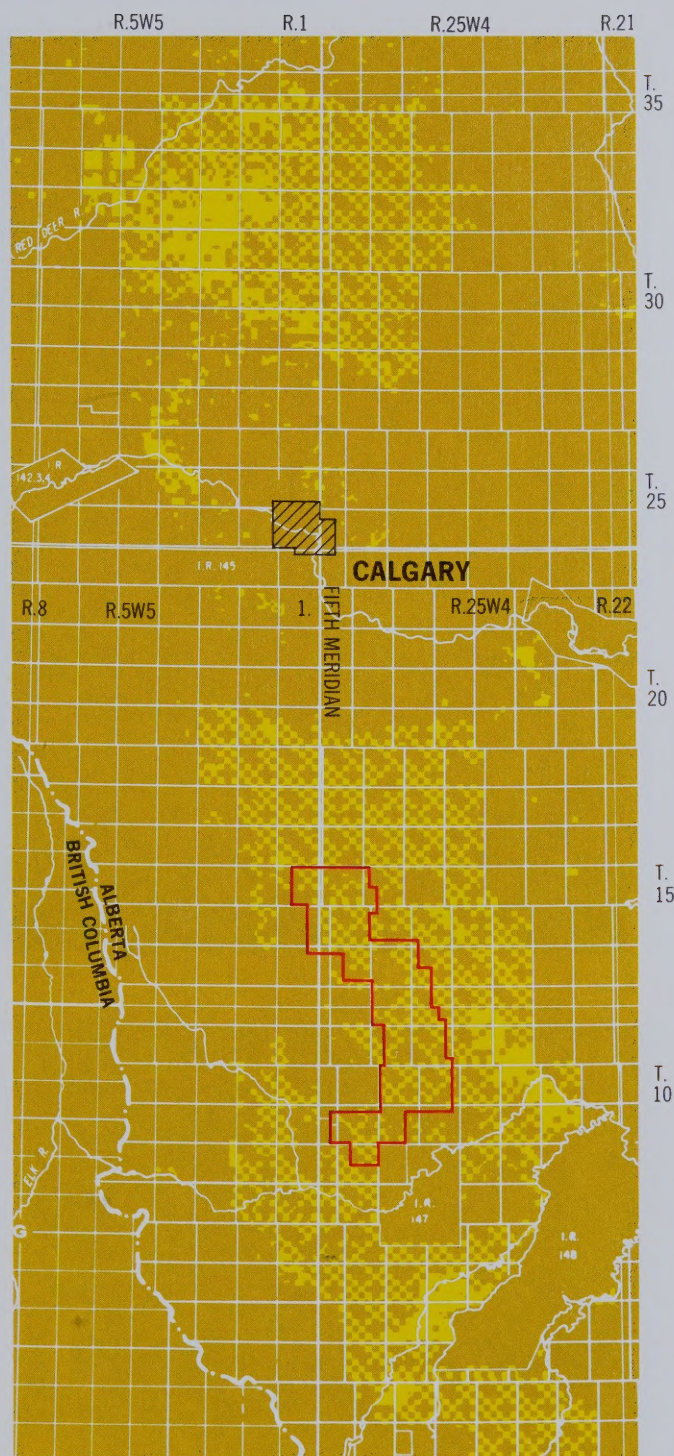 R.5W5 R.1 R.25W4 R.21
T.
35
RED DEER R.
T.
30
I R
142.3.4
T.
25
I.R. 145
CALGARY
R.8 R.5W5 1. R.25W4 R.22
FIFTH MERIDIAN
T.
20
ALBERTA
BRITISH COLUMBIA
T.
15
T.
10
ELK R.
I.R.
147
I.R.
148
G